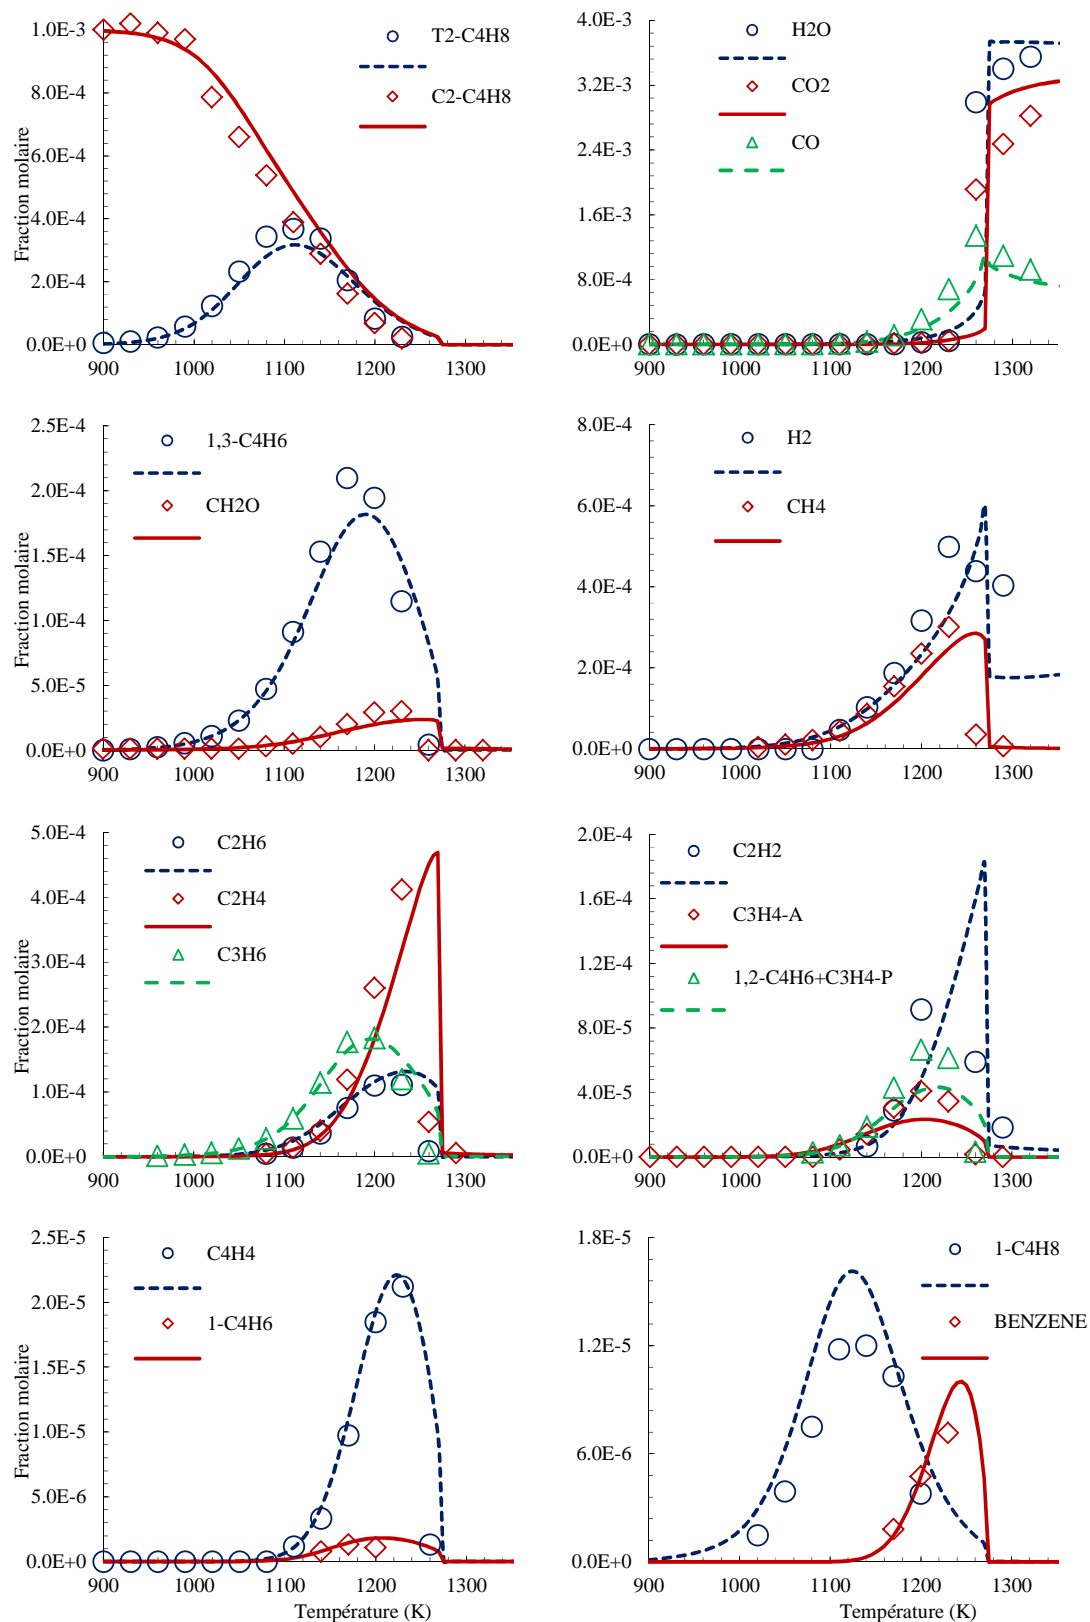 1.0E-3
8.0E-4
6.0E-4
4.0E-4
2.0E-4
0.0E+0
Fraction molaire
T2-C4H8
C2-C4H8
900 1000 1100 1200 1300
4.0E-3
3.2E-3
2.4E-3
1.6E-3
8.0E-4
0.0E+0
H2O
CO2
CO
900 1000 1100 1200 1300
2.5E-4
2.0E-4
1.5E-4
1.0E-4
5.0E-5
0.0E+0
Fraction molaire
1,3-C4H6
CH2O
900 1000 1100 1200 1300
8.0E-4
6.0E-4
4.0E-4
2.0E-4
0.0E+0
H2
CH4
900 1000 1100 1200 1300
5.0E-4
4.0E-4
3.0E-4
2.0E-4
1.0E-4
0.0E+0
Fraction molaire
C2H6
C2H4
C3H6
900 1000 1100 1200 1300
2.0E-4
1.6E-4
1.2E-4
8.0E-5
4.0E-5
0.0E+0
C2H2
C3H4-A
1,2-C4H6+C3H4-P
900 1000 1100 1200 1300
2.5E-5
2.0E-5
1.5E-5
1.0E-5
5.0E-6
0.0E+0
Fraction molaire
C4H4
1-C4H6
900 1000 1100 1200 1300
Température (K)
1.8E-5
1.2E-5
6.0E-6
0.0E+0
1-C4H8
BENZENE
900 1000 1100 1200 1300
Température (K)